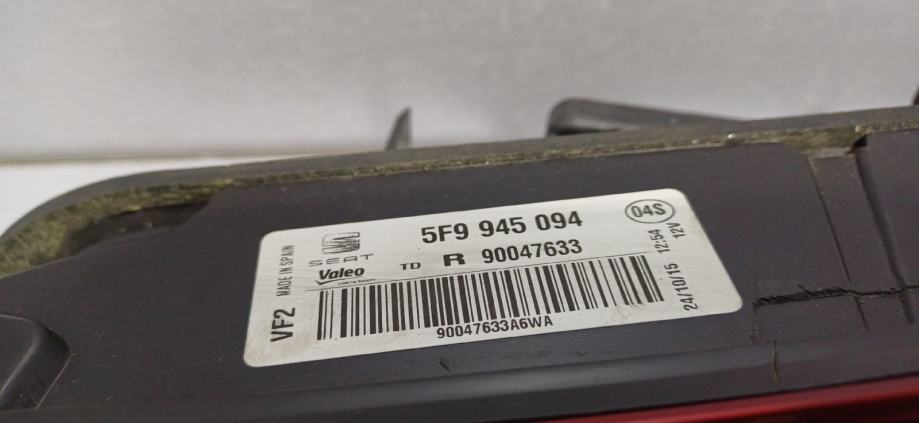 5F9 945 094
04S
MADE IN SPAIN
SEAT
Valeo
TD R 90047633
12:54
12V
24/10/15
VF2
90047633A6WA